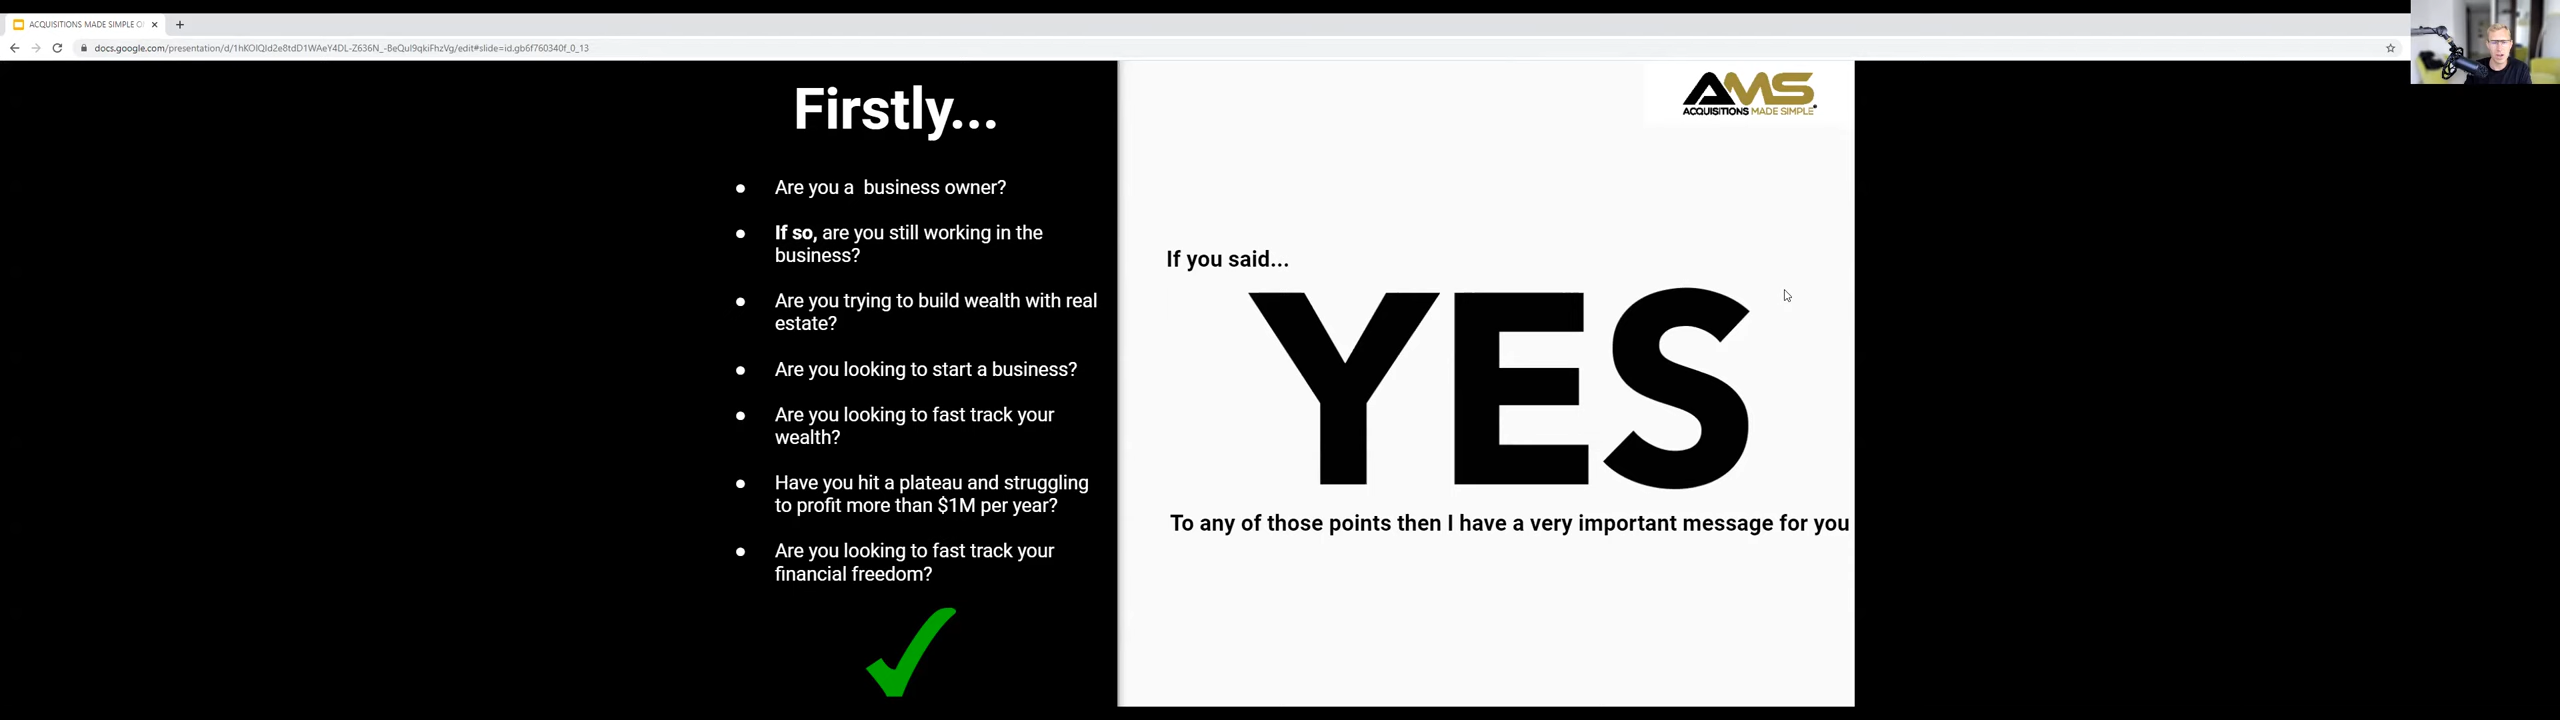 ACQUISITIONS MADE SIMPLE O
docs.google.com/presentation/d/1hKOIQId2e8tdD1WAeY4DL-Z636N_-BeQuI9qkiFhzVg/edit#slide=id.gb6f760340f_0_13
Firstly...
● Are you a business owner?
● If so, are you still working in the
business?
● Are you trying to build wealth with real
estate?
● Are you looking to start a business?
● Are you looking to fast track your
wealth?
● Have you hit a plateau and struggling
to profit more than $1M per year?
● Are you looking to fast track your
financial freedom?
AMS
ACQUISITIONS MADE SIMPLE
If you said...
YES
To any of those points then I have a very important message for you